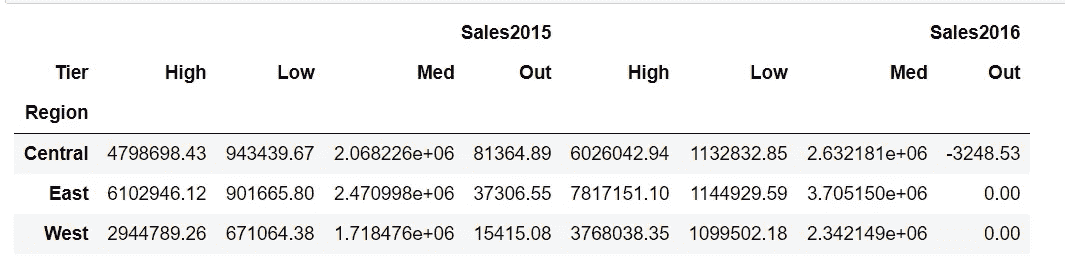 Sales2015 Sales2016
Tier High Low Med Out High Low Med Out
Region
Central 4798698.43 943439.67 2.068226e+06 81364.89 6026042.94 1132832.85 2.632181e+06 -3248.53
East 6102946.12 901665.80 2.470998e+06 37306.55 7817151.10 1144929.59 3.705150e+06 0.00
West 2944789.26 671064.38 1.718476e+06 15415.08 3768038.35 1099502.18 2.342149e+06 0.00